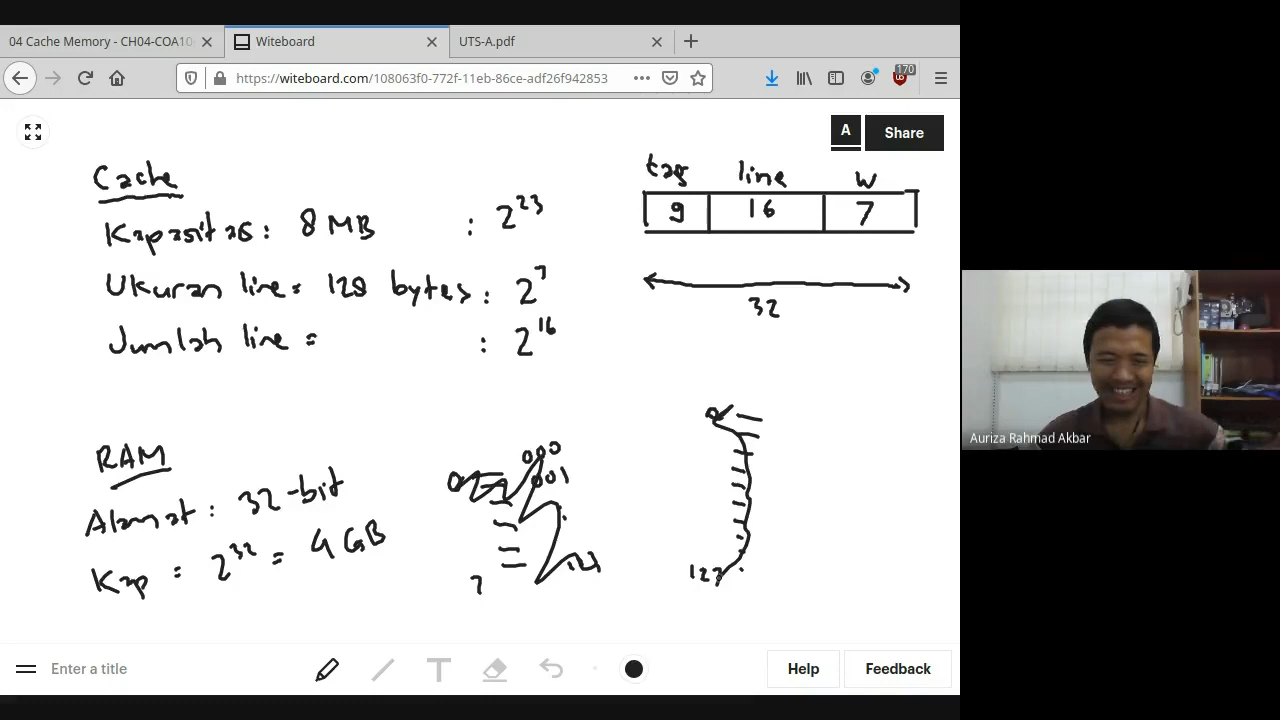 04 Cache Memory - CH04-COA10
Witeboard
UTS-A.pdf
https://witeboard.com/108063f0-772f-11eb-86ce-adf26f942853
170
A
Share
Cache
Kapasitas: 8 MB : 2^23
Ukuran line = 128 bytes : 2^7
Jumlah line = : 2^16
tag line w
9 16 7
32
RAM
Alamat : 32-bit
Kap = 2^32 = 4 GB
000
001
7
127
Auriza Rahmad Akbar
Enter a title
T
Help
Feedback